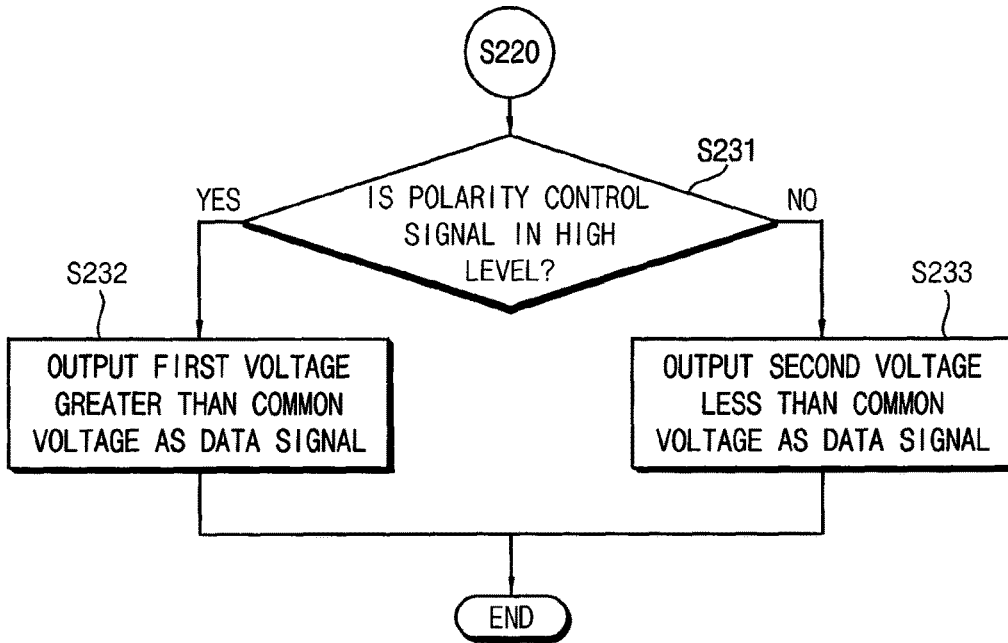 S220
S231
YES
IS POLARITY CONTROL
SIGNAL IN HIGH
LEVEL?
NO
S232
S233
OUTPUT FIRST VOLTAGE
GREATER THAN COMMON
VOLTAGE AS DATA SIGNAL
OUTPUT SECOND VOLTAGE
LESS THAN COMMON
VOLTAGE AS DATA SIGNAL
END